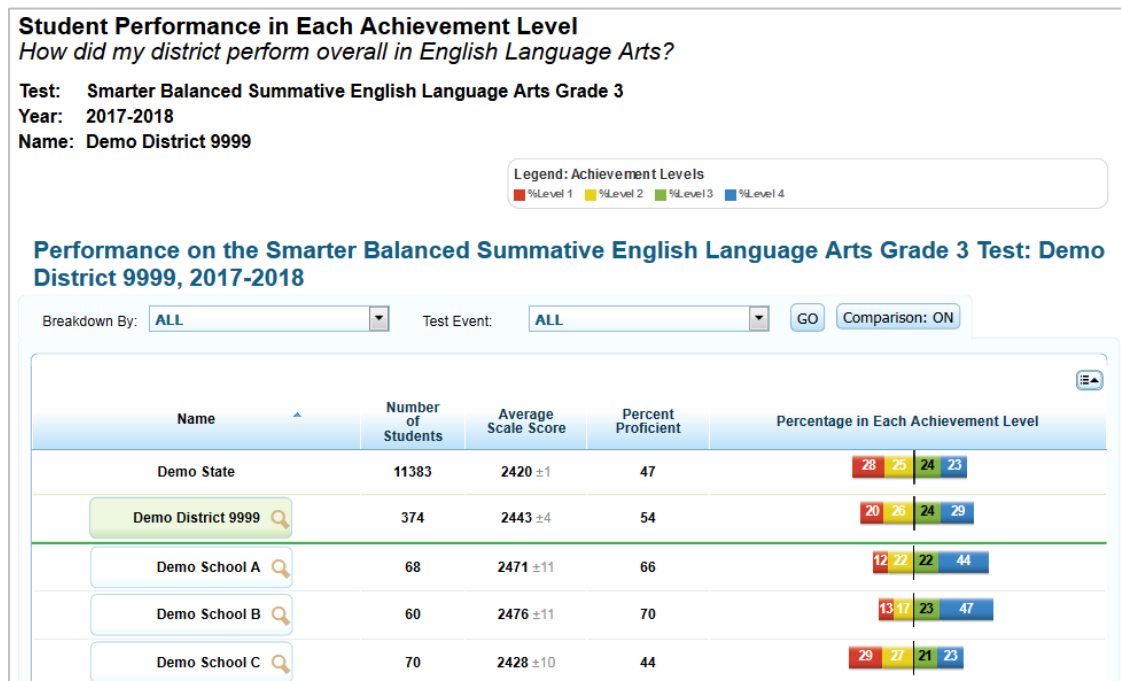 Student Performance in Each Achievement Level
How did my district perform overall in English Language Arts?
Test: Smarter Balanced Summative English Language Arts Grade 3
Year: 2017-2018
Name: Demo District 9999
Legend: Achievement Levels
%Level 1 %Level 2 %Level 3 %Level 4
Performance on the Smarter Balanced Summative English Language Arts Grade 3 Test: Demo
District 9999, 2017-2018
Breakdown By: ALL Test Event: ALL GO Comparison: ON
Name Number of Students Average Scale Score Percent Proficient Percentage in Each Achievement Level
Demo State 11383 2420 ±1 47 28 25 24 23
Demo District 9999 374 2443 ±4 54 20 26 24 29
Demo School A 68 2471 ±11 66 12 22 22 44
Demo School B 60 2476 ±11 70 13 17 23 47
Demo School C 70 2428 ±10 44 29 27 21 23